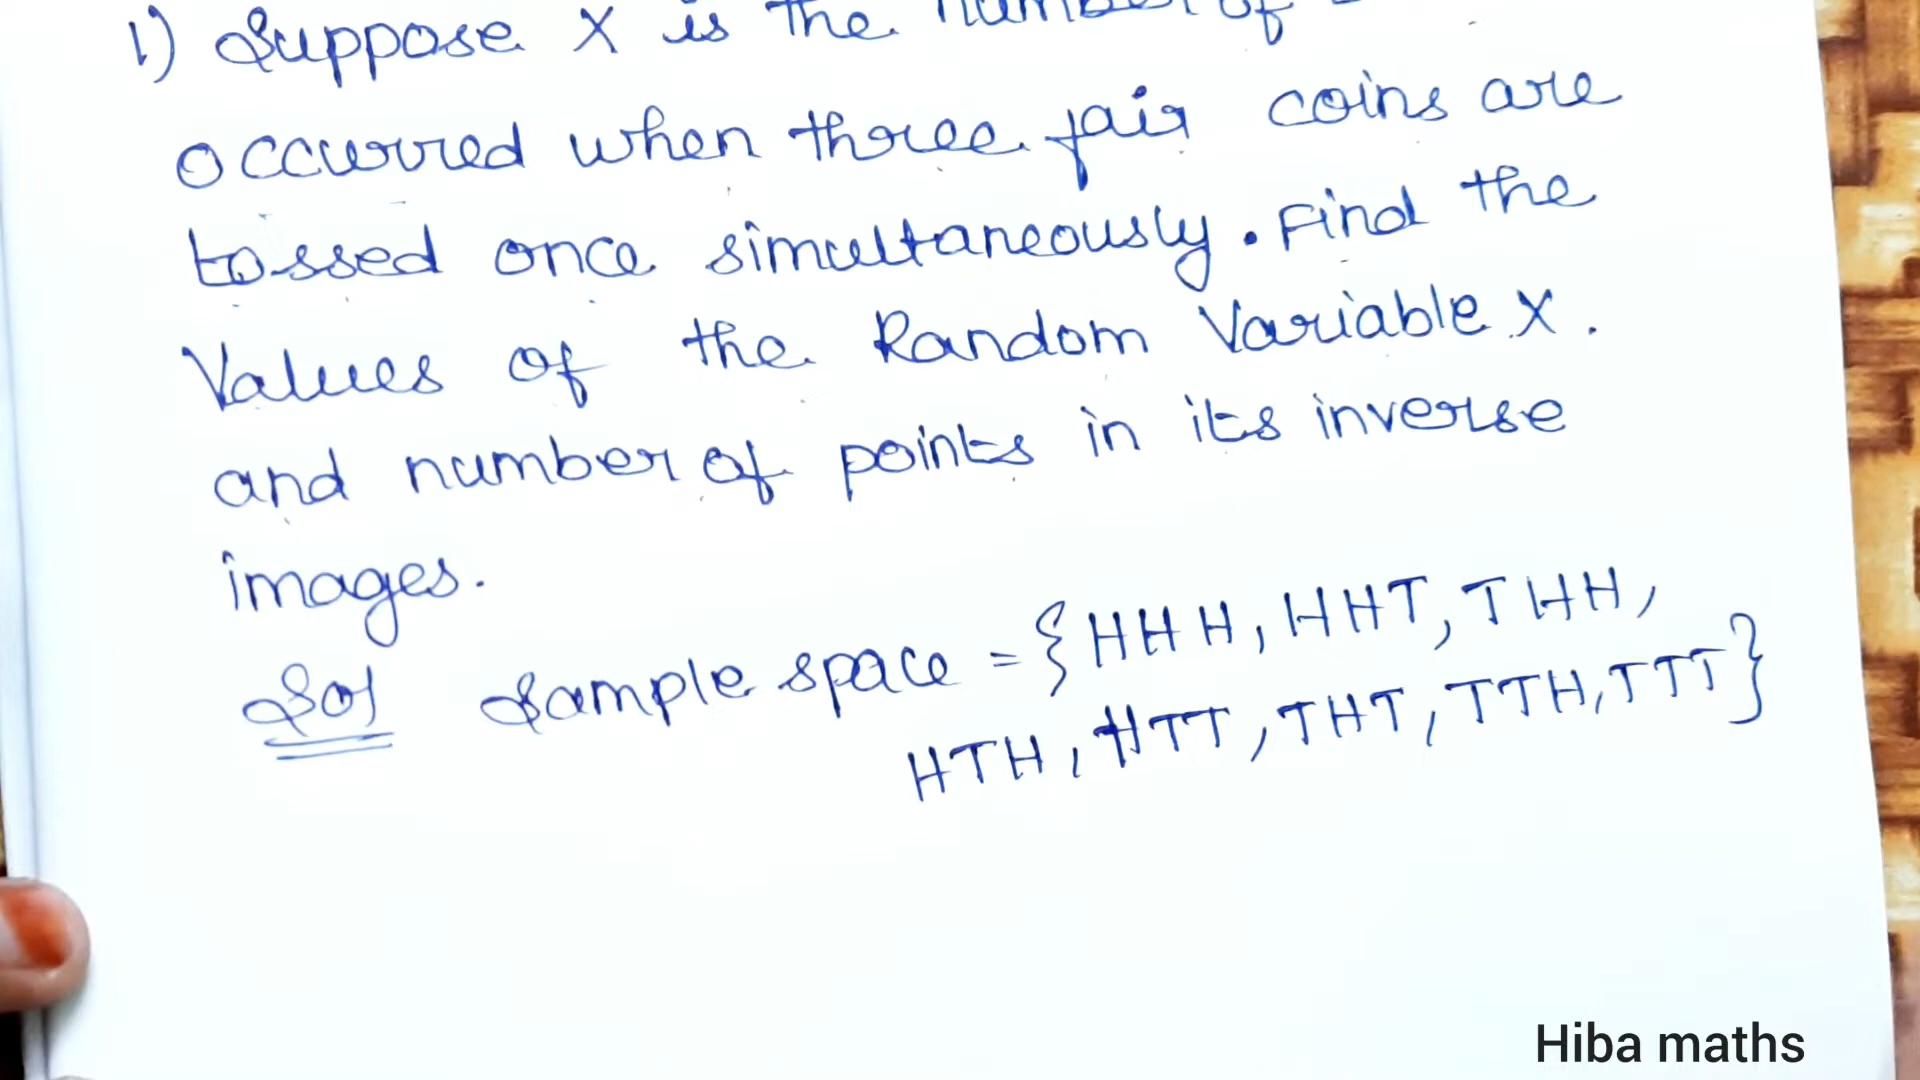 1) Suppose X is the number of
occurred when three fair coins are
tossed once simultaneously. Find the
Values of the Random Variable X.
and number of points in its inverse
images.
Sol Sample space = {HHH, HHT, THH,
HTH, HTT, THT, TTH, TTT}
Hiba maths